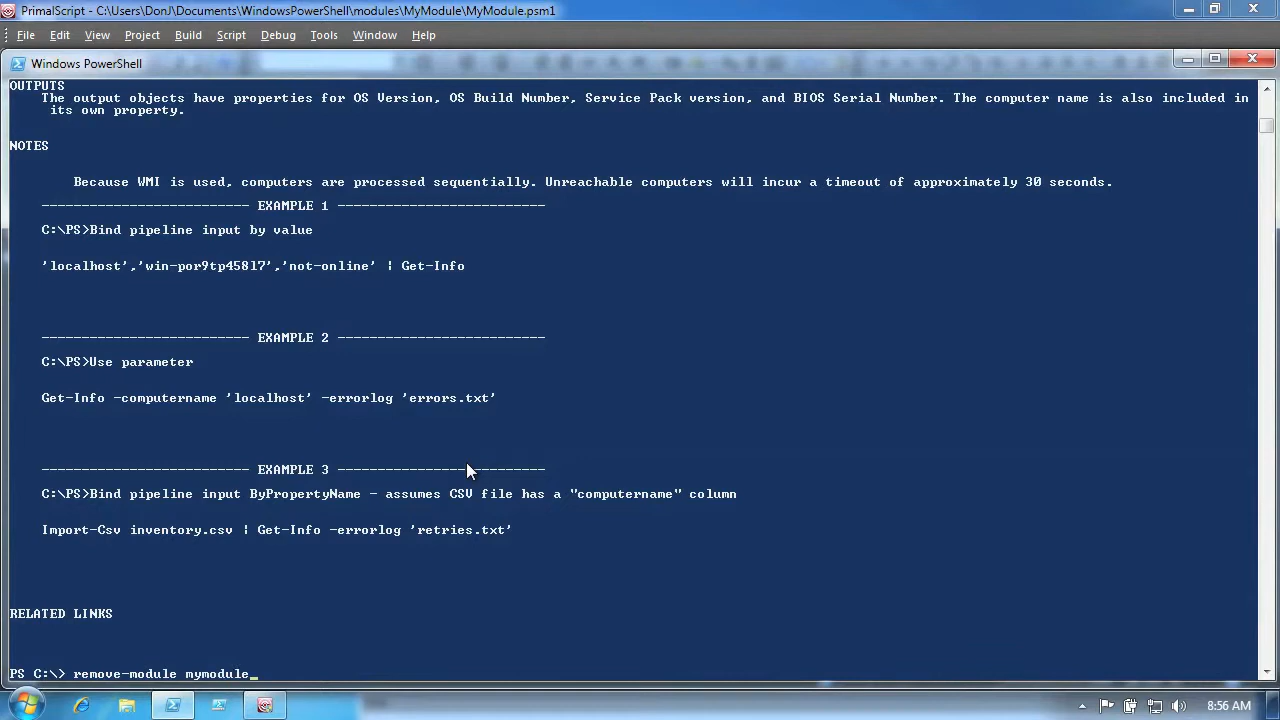 PrimalScript - C:\Users\DonJ\Documents\WindowsPowerShell\modules\MyModule\MyModule.psm1
File Edit View Project Build Script Debug Tools Window Help
Windows PowerShell
OUTPUTS
The output objects have properties for OS Version, OS Build Number, Service Pack version, and BIOS Serial Number. The computer name is also included in
its own property.
NOTES
Because WMI is used, computers are processed sequentially. Unreachable computers will incur a timeout of approximately 30 seconds.
-------------------------- EXAMPLE 1 --------------------------
C:\PS>Bind pipeline input by value
'localhost','win-por9tp45817','not-online' | Get-Info
-------------------------- EXAMPLE 2 --------------------------
C:\PS>Use parameter
Get-Info -computername 'localhost' -errorlog 'errors.txt'
-------------------------- EXAMPLE 3 --------------------------
C:\PS>Bind pipeline input ByPropertyName - assumes CSV file has a "computername" column
Import-Csv inventory.csv | Get-Info -errorlog 'retries.txt'
RELATED LINKS
PS C:\> remove-module mymodule_
8:56 AM